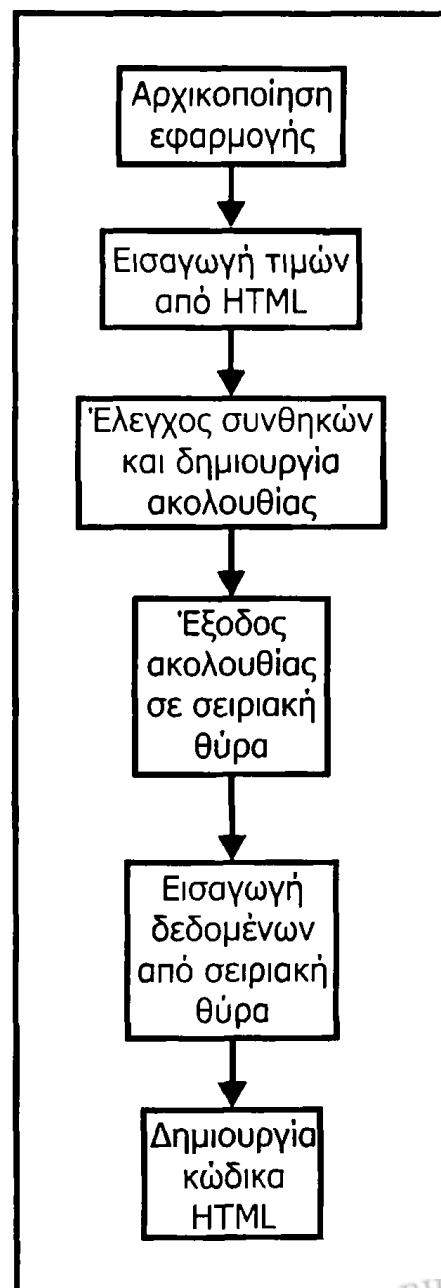 Αρχικοποίηση
εφαρμογής
Εισαγωγή τιμών
από HTML
Έλεγχος συνθηκών
και δημιουργία
ακολουθίας
Έξοδος
ακολουθίας
σε σειριακή
θύρα
Εισαγωγή
δεδομένων
από σειριακή
θύρα
Δημιουργία
κώδικα
HTML